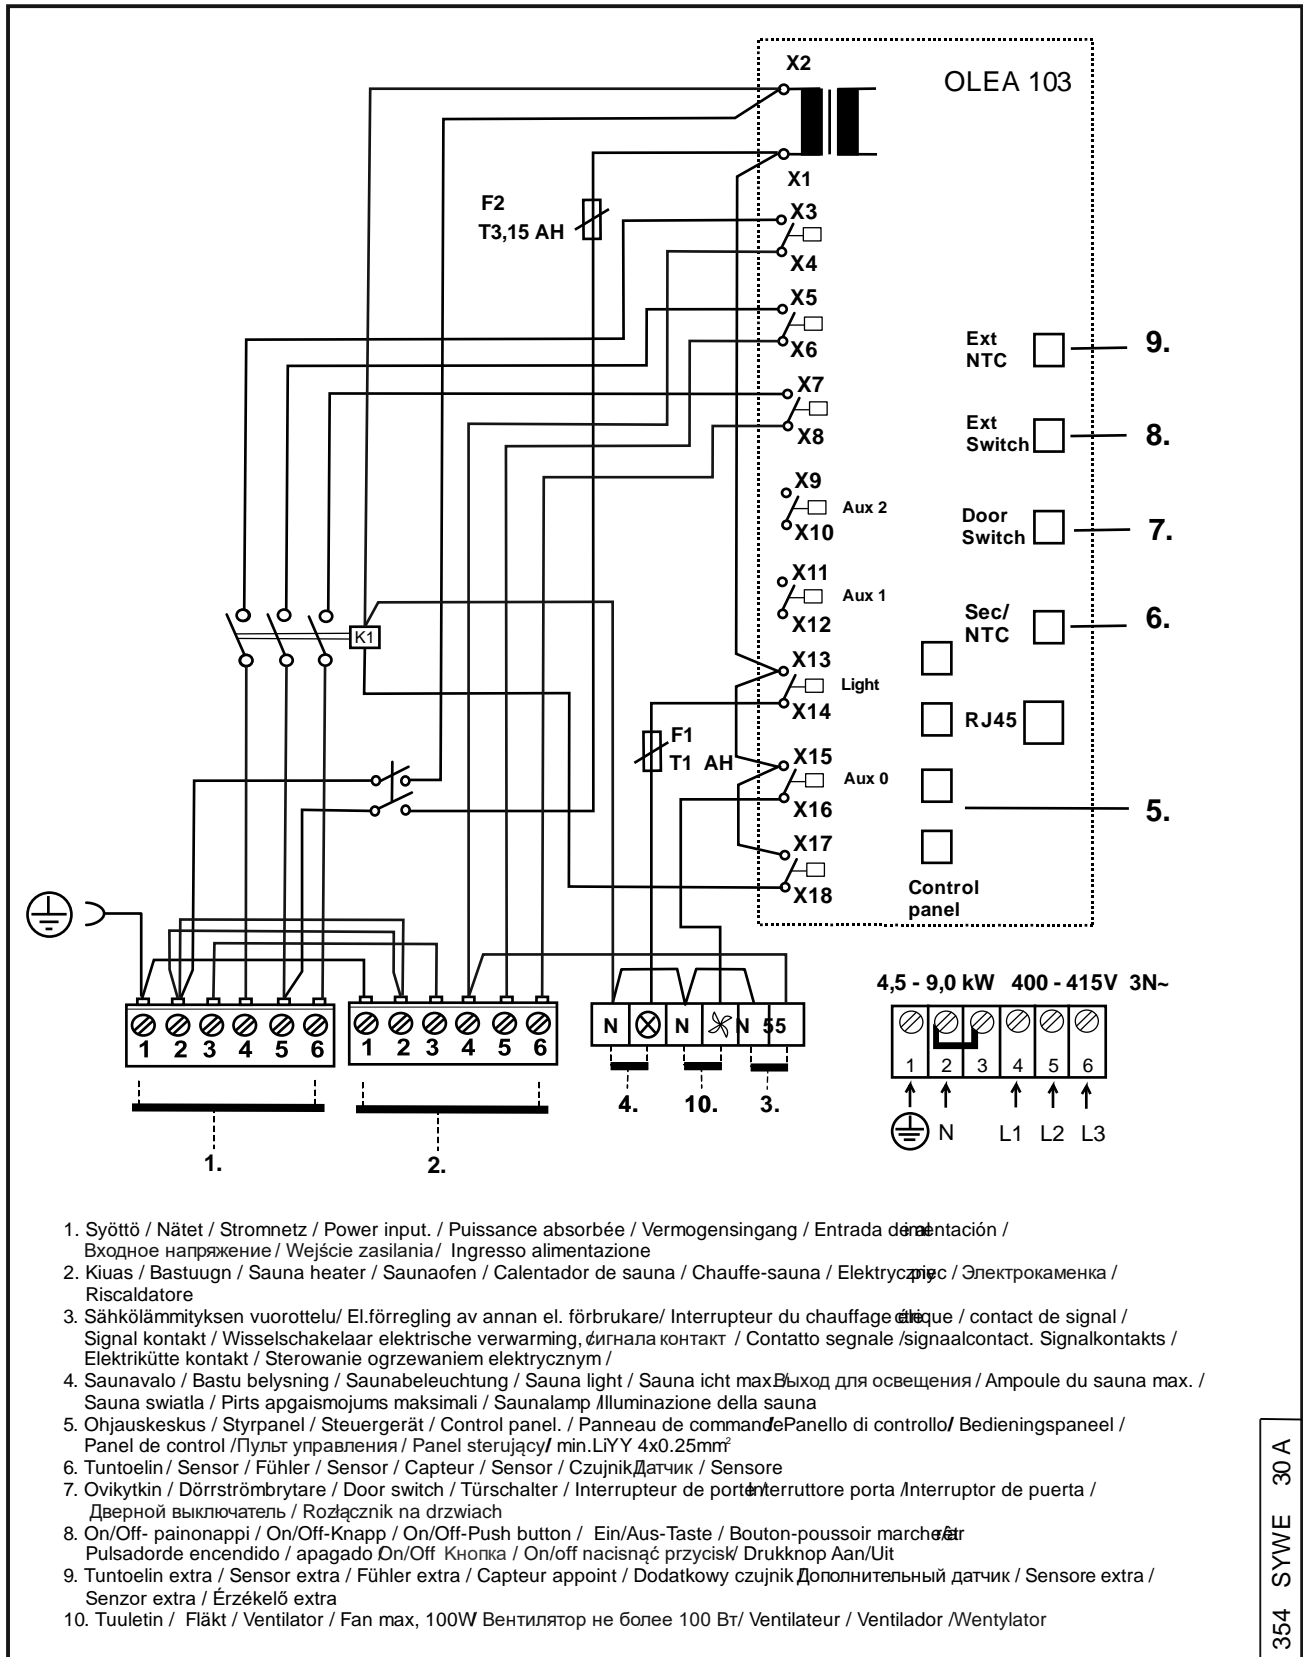 X2
OLEA 103
X1
F2
T3,15 AH
X3
X4
X5
X6
Ext
NTC
9.
X7
X8
Ext
Switch
8.
X9
Aux 2
X10
Door
Switch
7.
X11
Aux 1
X12
Sec/
NTC
6.
K1
X13
Light
X14
RJ45
F1
T1 AH
X15
Aux 0
X16
5.
X17
X18
Control
panel
4,5 - 9,0 kW 400 - 415V 3N~
1 2 3 4 5 6
1 2 3 4 5 6
N N N 55
1 2 3 4 5 6
4. 10. 3.
N L1 L2 L3
1. 2.
1. Syöttö / Nätet / Stromnetz / Power input. / Puissance absorbée / Vermogensingang / Entrada de
Входное напряжение / Wejście zasilania / Ingresso alimentazione
2. Kiuas / Bastuugn / Sauna heater / Saunaofen / Calentador de sauna / Chauffe-sauna / / Электрокаменка /
Riscaldatore
3. Sähkölämmityksen vuorottelu/ El.förregling av annan el. förbrukare/ Interrupteur du chauffage / contact de signal /
Signal kontakt / Wisselschakelaar elektrische verwarming, контакт / Contatto segnale /signaalcontact. Signalkontakts /
Elektrikütte kontakt / Sterowanie ogrzewaniem elektrycznym /
4. Saunavalo / Bastu belysning / Saunabeleuchtung / Sauna light / Sauna icht max. Выход для освещения / Ampoule du sauna max. /
Sauna swiatla / Pirts apgaismojums maksimali / Saunalamp /Illuminazione della sauna
5. Ohjauskeskus / Styrpanel / Steuergerät / Control panel. / Panneau de commande Panello di controllo/ Bedieningspaneel /
Panel de control /Пульт управления / Panel sterujący/ min.LiYY 4x0.25mm²
6. Tuntoelin / Sensor / Fühler / Sensor / Capteur / Sensor / Czujnik Датчик / Sensore
7. Ovikytkin / Dörrströmbrytare / Door switch / Türschalter / Interrupteur de porte Interruttore porta /Interruptor de puerta /
Дверной выключатель / Rozłącznik na drzwiach
8. On/Off- painonappi / On/Off-Knapp / On/Off-Push button / Ein/Aus-Taste / Bouton-poussoir marche
Pulsadorde encendido / apagado On/Off Кнопка / On/off nacisnąć przycisk/ Drukknop Aan/Uit
9. Tuntoelin extra / Sensor extra / Fühler extra / Capteur appoint / Dodatkowy czujnik Дополнительный датчик / Sensore extra /
Senzor extra / Érzékelő extra
10. Tuuletin / Fläkt / Ventilator / Fan max, 100W Вентилятор не более 100 Вт/ Ventilateur / Ventilador /Wentylator
354 SYWE 30 A